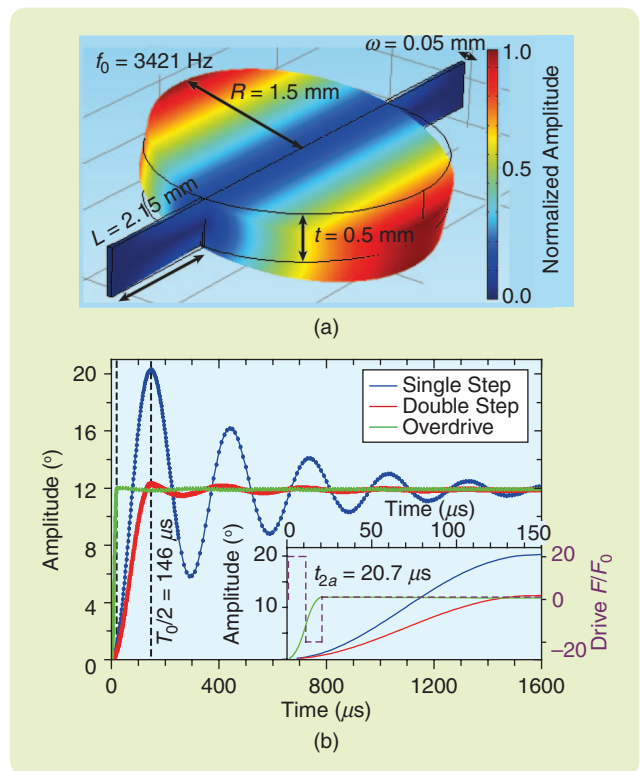 f0 = 3421 Hz
ω = 0.05 mm
R = 1.5 mm
L = 2.15 mm
t = 0.5 mm
1.0
0.5
0.0
Normalized Amplitude
(a)
20
16
12
8
4
0
Amplitude (°)
T0/2 = 146 μs
Single Step
Double Step
Overdrive
Time (μs)
0 50 100 150
20
10
Amplitude (°)
t2a = 20.7 μs
20
0
−20
Drive F/F0
0 400 800 1200 1600
Time (μs)
(b)